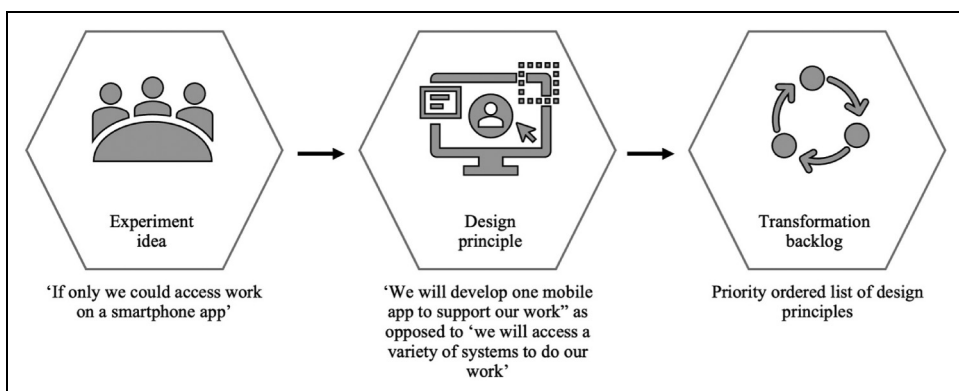 Experiment
idea
Design
principle
Transformation
backlog
‘If only we could access work
on a smartphone app’
‘We will develop one mobile
app to support our work” as
opposed to ‘we will access a
variety of systems to do our
work’
Priority ordered list of design
principles